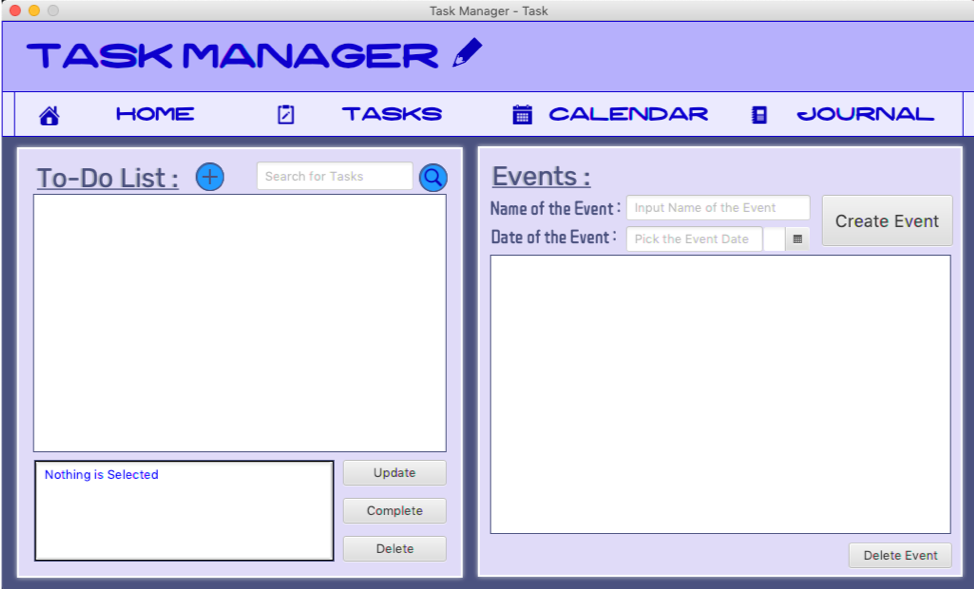 Task Manager - Task
TASK MANAGER
HOME TASKS CALENDAR JOURNAL
To-Do List :
Search for Tasks
Nothing is Selected
Update
Complete
Delete
Events :
Name of the Event : Input Name of the Event
Date of the Event : Pick the Event Date
Create Event
Delete Event